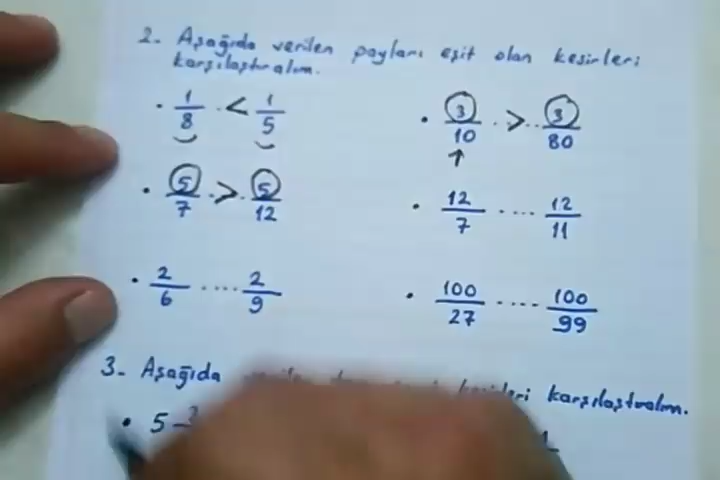 2. Aşağıda verilen payları eşit olan kesirleri
karşılaştıralım.
• 1/8 < 1/5
• 3/10 > 3/80
• 5/7 > 5/12
• 12/7 .... 12/11
• 2/6 .... 2/9
• 100/27 .... 100/99
3- Aşağıda karşılaştıralım.
• 5